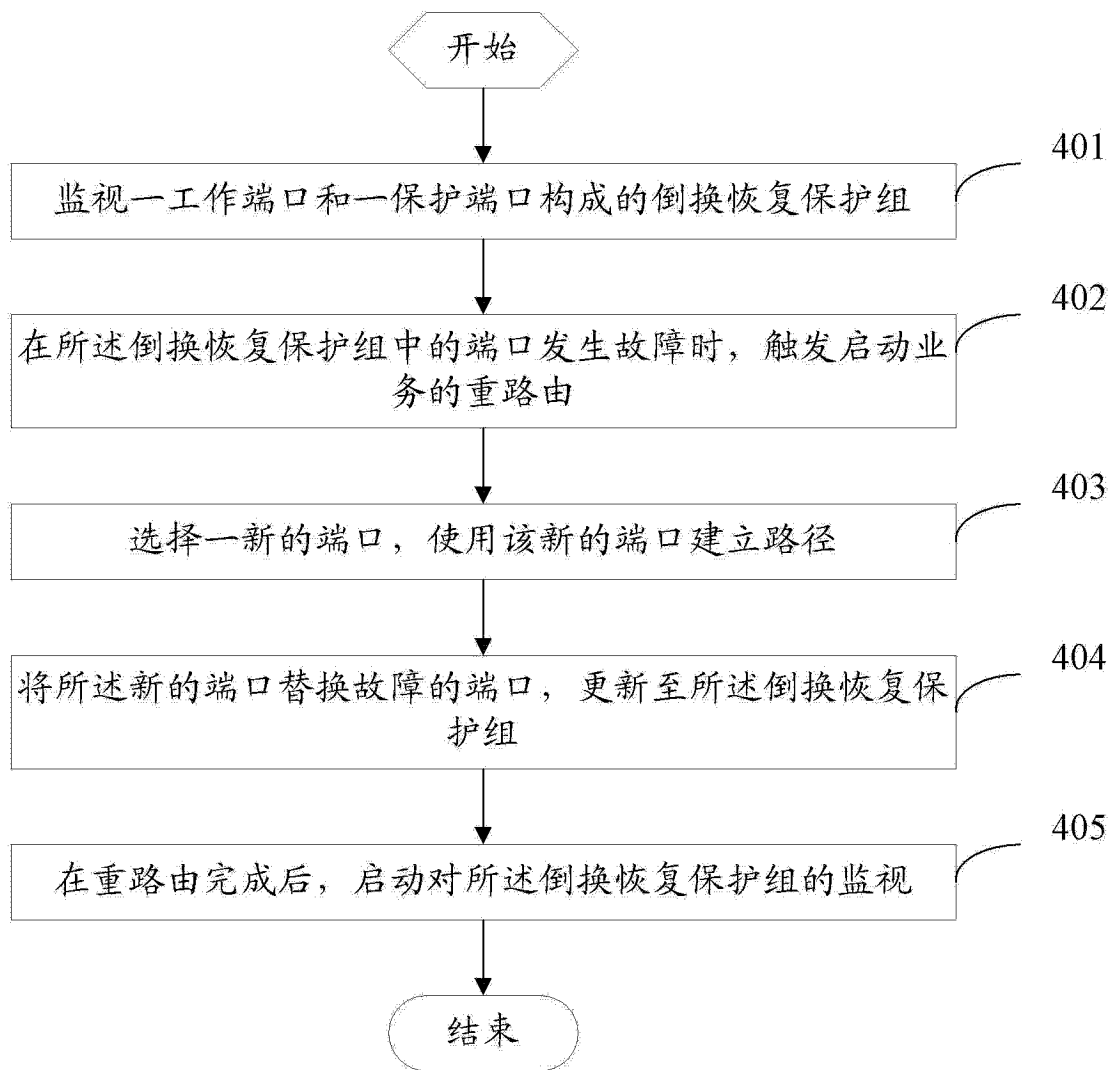 开始
401
监视一工作端口和一保护端口构成的倒换恢复保护组
402
在所述倒换恢复保护组中的端口发生故障时，触发启动业
务的重路由
403
选择一新的端口，使用该新的端口建立路径
404
将所述新的端口替换故障的端口，更新至所述倒换恢复保
护组
405
在重路由完成后，启动对所述倒换恢复保护组的监视
结束